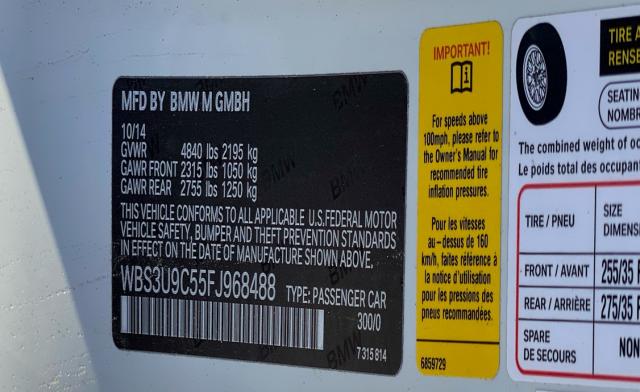 MFD BY BMW M GMBH
10/14
GVWR 4840 lbs 2195 kg
GAWR FRONT 2315 lbs 1050 kg
GAWR REAR 2755 lbs 1250 kg
THIS VEHICLE CONFORMS TO ALL APPLICABLE U.S.FEDERAL MOTOR
VEHICLE SAFETY, BUMPER AND THEFT PREVENTION STANDARDS
IN EFFECT ON THE DATE OF MANUFACTURE SHOWN ABOVE.
WBS3U9C55FJ968488 TYPE: PASSENGER CAR
300/0
7 315 814
IMPORTANT!
For speeds above
100mph, please refer to
the Owner's Manual for
recommended tire
inflation pressures.
Pour les vitesses
au-dessus de 160
km/h, faites référence à
la notice d'utilisation
pour les pressions des
pneus recommandées.
6859729
TIRE A
RENSE
SEATIN
NOMBR
The combined weight of oc
Le poids total des occupan
TIRE / PNEU SIZE
DIMENS
FRONT / AVANT 255/35
REAR / ARRIÈRE 275/35
SPARE
DE SECOURS NON